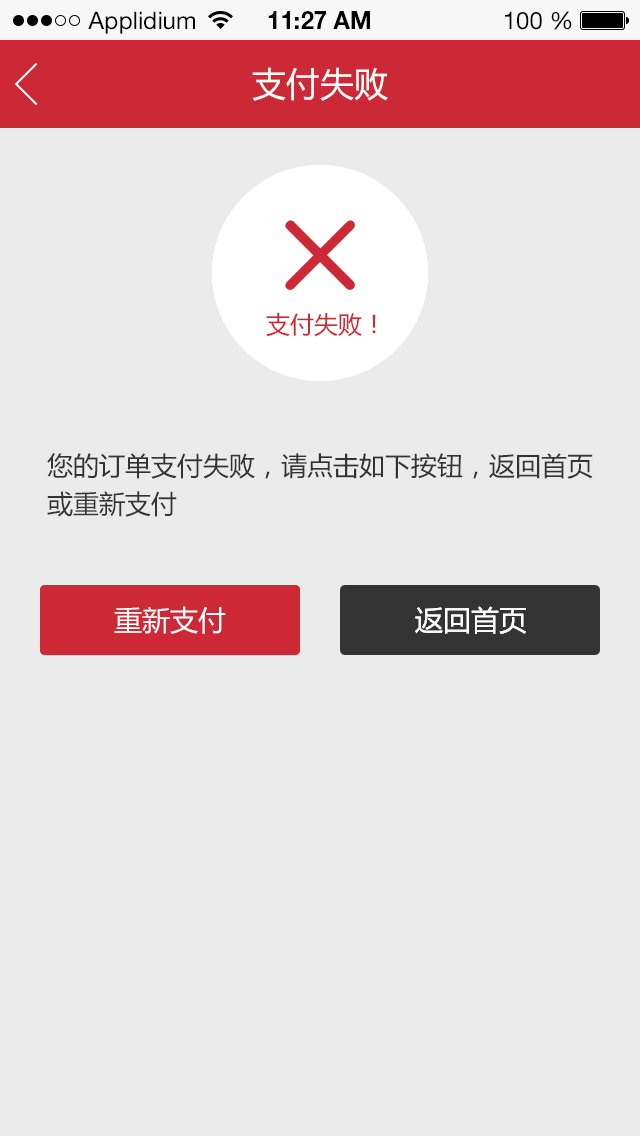 Applidium 11:27 AM 100 %
支付失败
支付失败！
您的订单支付失败，请点击如下按钮，返回首页
或重新支付
重新支付 返回首页